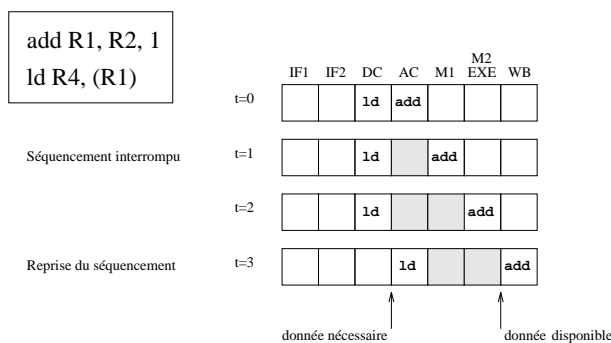 add R1, R2, 1
ld R4, (R1)
IF1 IF2 DC AC M1 M2 EXE WB
t=0 ld add
Séquencement interrompu t=1 ld add
t=2 ld add
Reprise du séquencement t=3 ld add
donnée nécessaire donnée disponible